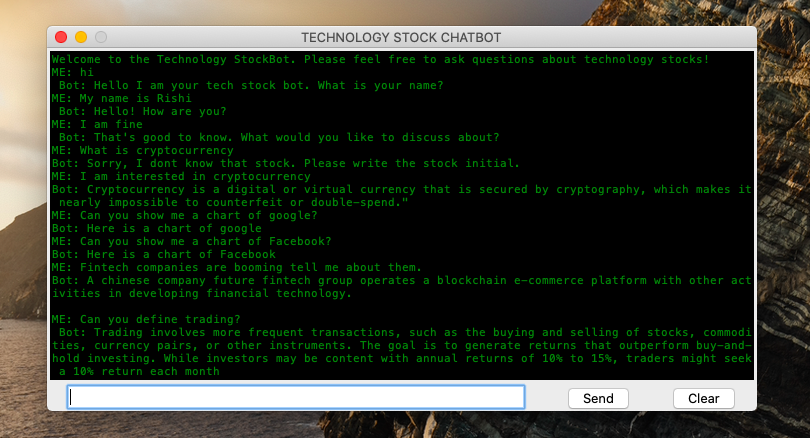 TECHNOLOGY STOCK CHATBOT
Welcome to the Technology StockBot. Please feel free to ask questions about technology stocks!
ME: hi
Bot: Hello I am your tech stock bot. What is your name?
ME: My name is Rishi
Bot: Hello! How are you?
ME: I am fine
Bot: That's good to know. What would you like to discuss about?
ME: What is cryptocurrency
Bot: Sorry, I dont know that stock. Please write the stock initial.
ME: I am interested in cryptocurrency
Bot: Cryptocurrency is a digital or virtual currency that is secured by cryptography, which makes it
nearly impossible to counterfeit or double-spend."
ME: Can you show me a chart of google?
Bot: Here is a chart of google
ME: Can you show me a chart of Facebook?
Bot: Here is a chart of Facebook
ME: Fintech companies are booming tell me about them.
Bot: A chinese company future fintech group operates a blockchain e-commerce platform with other act
ivities in developing financial technology.
ME: Can you define trading?
Bot: Trading involves more frequent transactions, such as the buying and selling of stocks, commodi
ties, currency pairs, or other instruments. The goal is to generate returns that outperform buy-and-
hold investing. While investors may be content with annual returns of 10% to 15%, traders might seek
a 10% return each month
Send
Clear